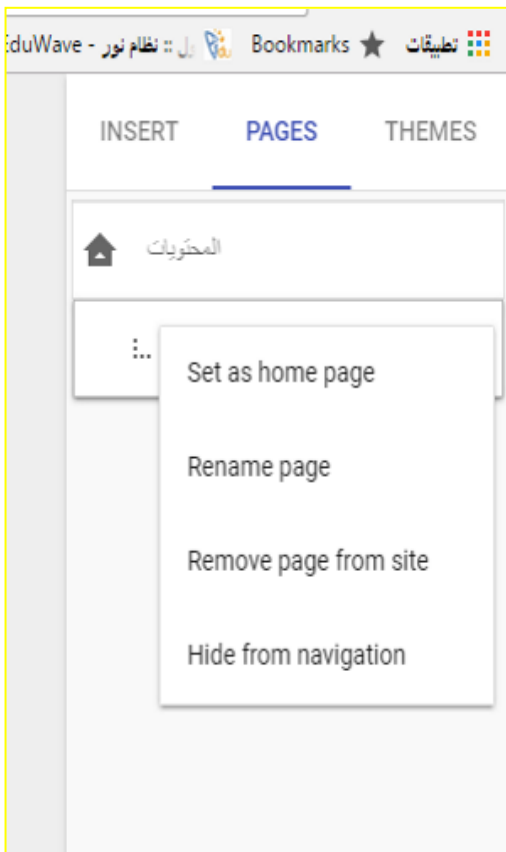 تطبيقات Bookmarks ول :: نظام نور - EduWave
INSERT PAGES THEMES
المحتويات
Set as home page
Rename page
Remove page from site
Hide from navigation